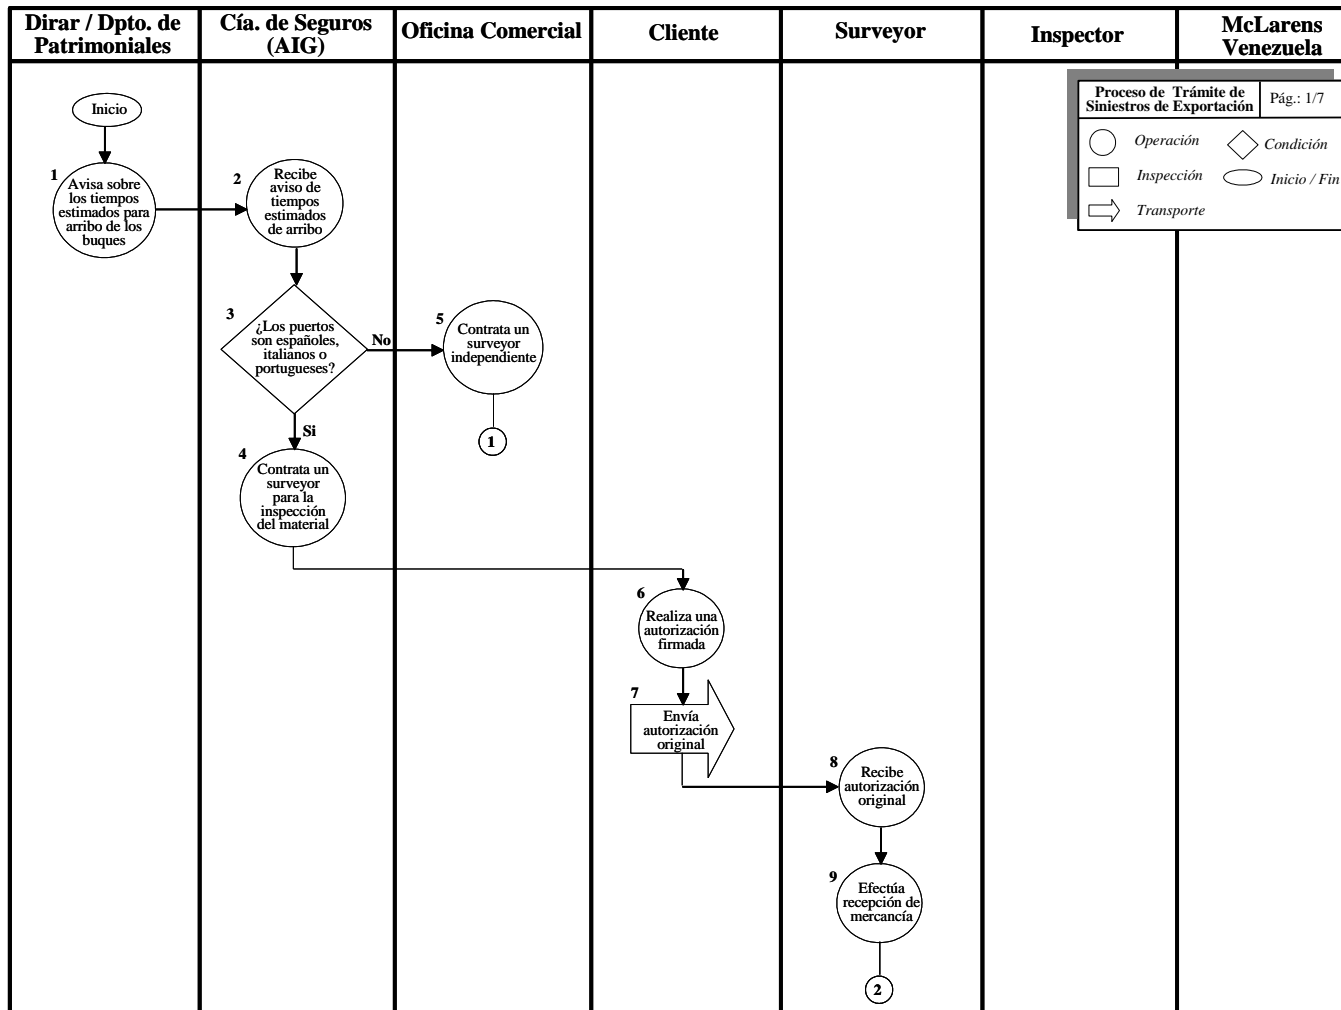 Dirar / Dpto. de
Patrimoniales
Cía. de Seguros
(AIG)
Oficina Comercial
Cliente
Surveyor
Inspector
McLarens
Venezuela
Proceso de Trámite de
Siniestros de Exportación
Pág.: 1/7
Operación
Condición
Inspección
Inicio / Fin
Transporte
Inicio
1
Avisa sobre
los tiempos
estimados para
arribo de los
buques
2
Recibe
aviso de
tiempos
estimados
de arribo
3
¿Los puertos
son españoles,
italianos o
portugueses?
No
Si
5
Contrata un
surveyor
independiente
1
4
Contrata un
surveyor
para la
inspección
del material
6
Realiza una
autorización
firmada
7
Envía
autorización
original
8
Recibe
autorización
original
9
Efectúa
recepción de
mercancía
2